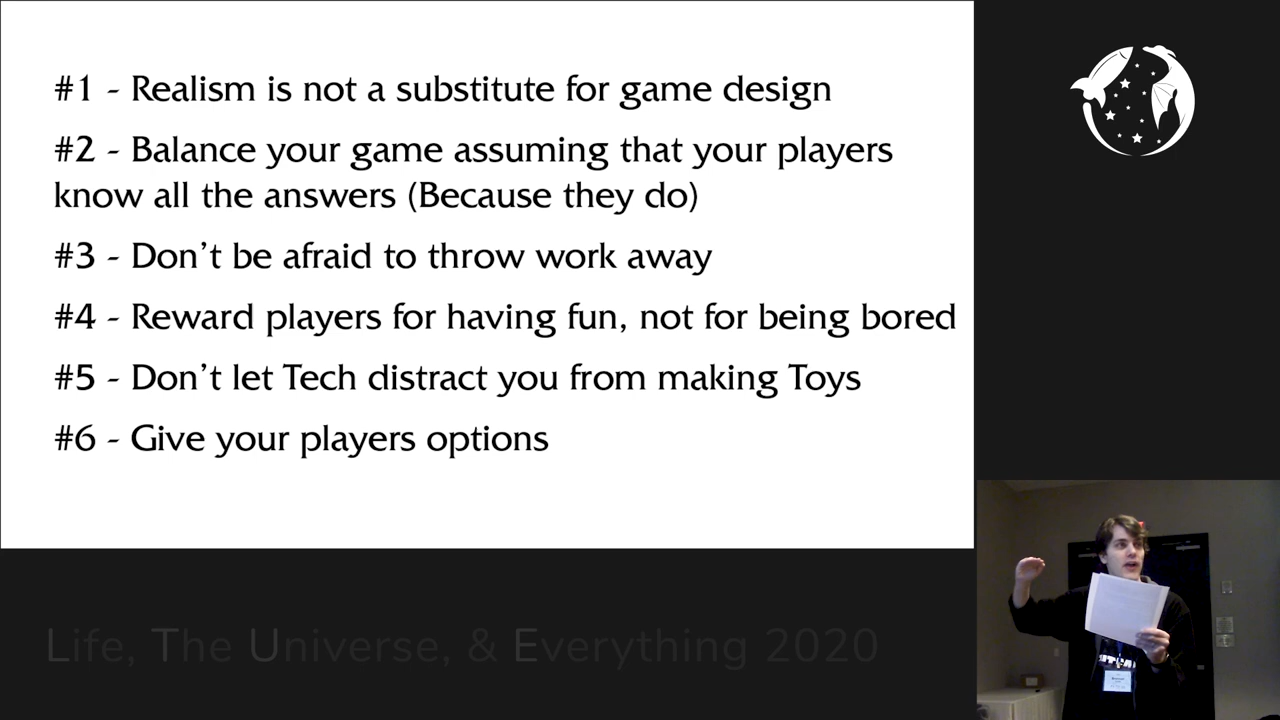 #1 - Realism is not a substitute for game design
#2 - Balance your game assuming that your players
know all the answers (Because they do)
#3 - Don't be afraid to throw work away
#4 - Reward players for having fun, not for being bored
#5 - Don't let Tech distract you from making Toys
#6 - Give your players options
Life, The Universe, & Everything 2020